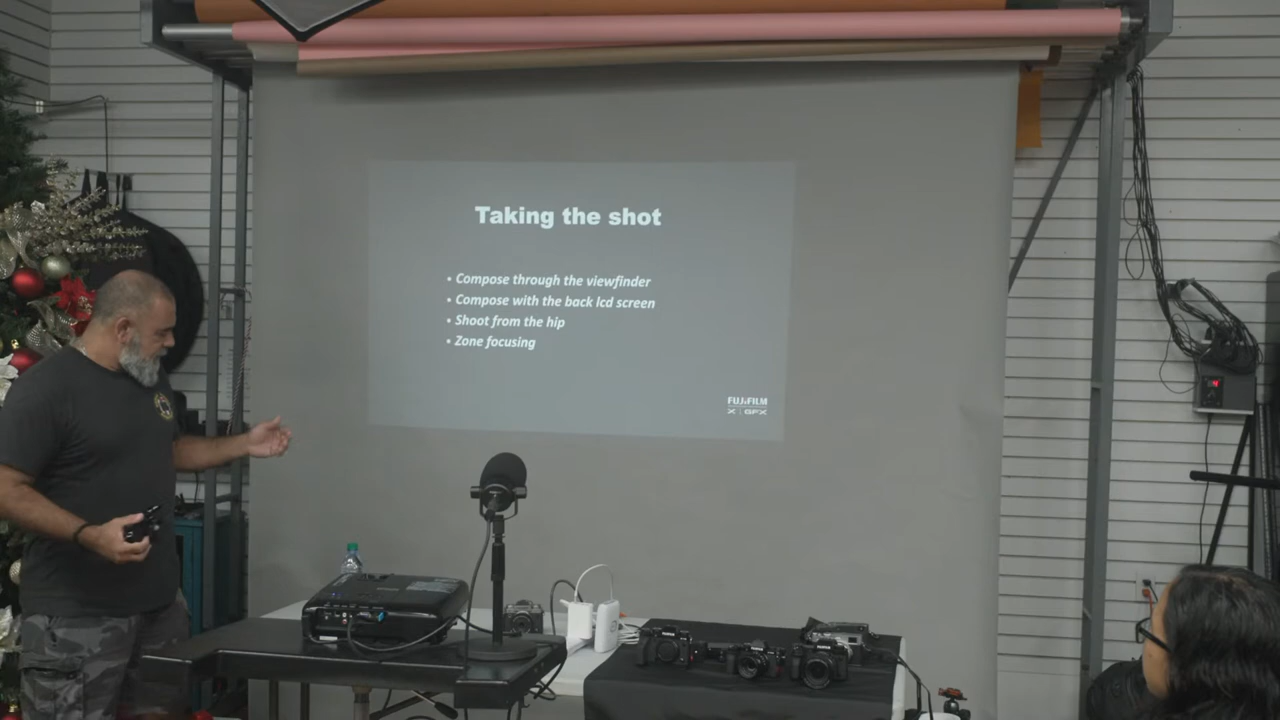 Taking the shot
• Compose through the viewfinder
• Compose with the back lcd screen
• Shoot from the hip
• Zone focusing
FUJIFILM
X | GFX